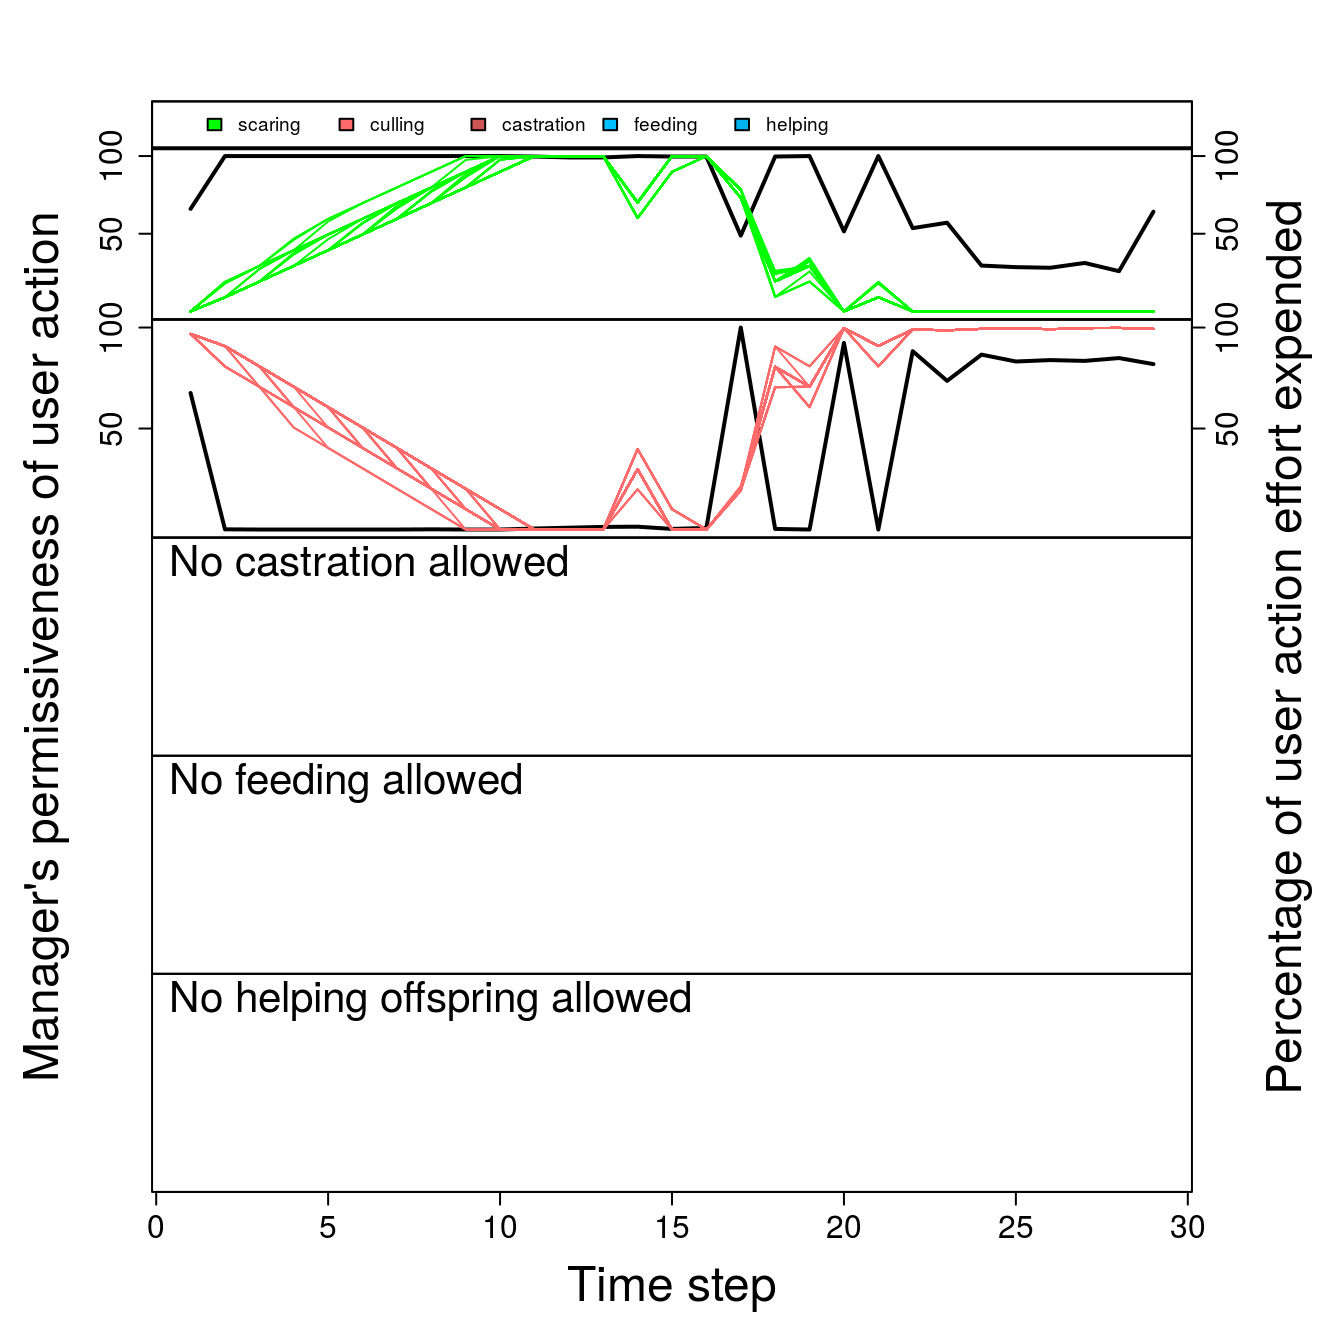 scaring culling castration feeding helping
100 100
50 50
100 100
50 50
No castration allowed
No feeding allowed
No helping offspring allowed
Manager's permissiveness of user action
Percentage of user action effort expended
0 5 10 15 20 25 30
Time step